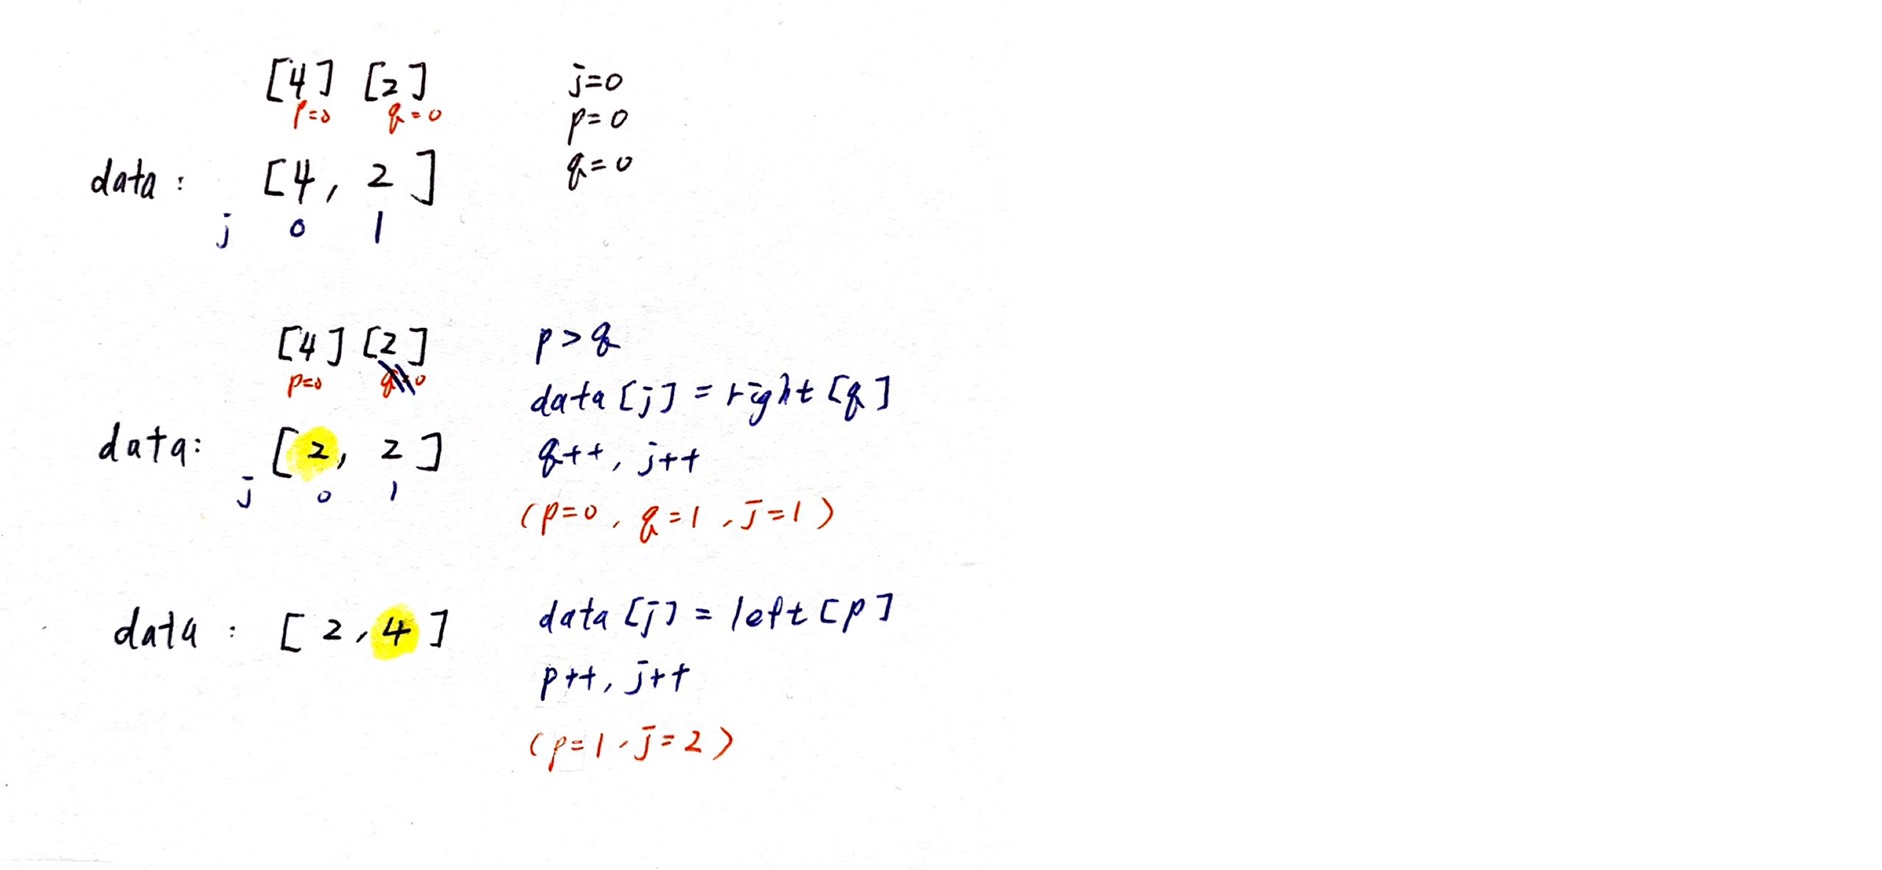 [4] [2] j=0
p=0 q=0 p=0
data: [4, 2] q=0
j 0 1
[4] [2] p>q
p=0 q=0 data[j] = right[q]
data: [2, 2] q++, j++
j 0 1 (p=0, q=1, j=1)
data: [2, 4] data[j] = left[p]
p++, j++
(p=1, j=2)